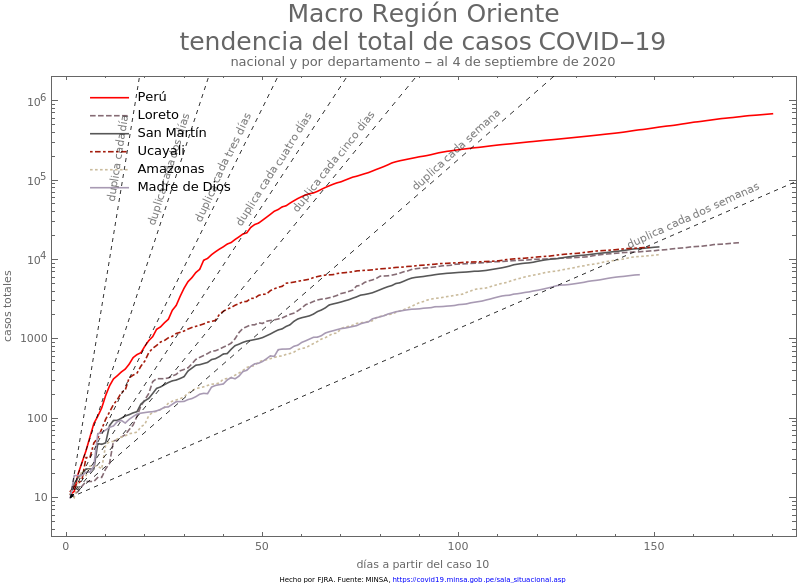 Macro Región Oriente
tendencia del total de casos COVID−19
nacional y por departamento − al 4 de septiembre de 2020
Perú
Loreto
San Martín
Ucayali
Amazonas
Madre de Dios
duplica cada día
duplica cada dos días
duplica cada tres días
duplica cada cuatro días
duplica cada cinco días
duplica cada semana
duplica cada dos semanas
casos totales
10⁶
10⁵
10⁴
1000
100
10
0 50 100 150
días a partir del caso 10
Hecho por FJRA. Fuente: MINSA, https://covid19.minsa.gob.pe/sala_situacional.asp